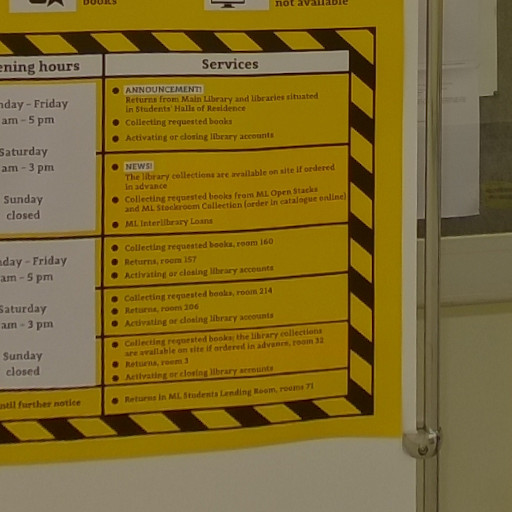 books
not available
ening hours
Services
nday – Friday
am – 5 pm
Saturday
am – 3 pm
Sunday
closed
nday – Friday
am – 5 pm
Saturday
am – 3 pm
Sunday
closed
ntil further notice
ANNOUNCEMENT!
Returns from Main Library and libraries situated
in Students' Halls of Residence
Collecting requested books
Activating or closing library accounts
NEWS!
The library collections are available on site if ordered
in advance
Collecting requested books from ML Open Stacks
and ML Stockroom Collection (order in catalogue online)
ML Interlibrary Loans
Collecting requested books, room 160
Returns, room 157
Activating or closing library accounts
Collecting requested books, room 214
Returns, room 206
Activating or closing library accounts
Collecting requested books; the library collections
are available on site if ordered in advance, room 32
Returns, room 3
Activating or closing library accounts
Returns in ML Students Lending Room, rooms 71